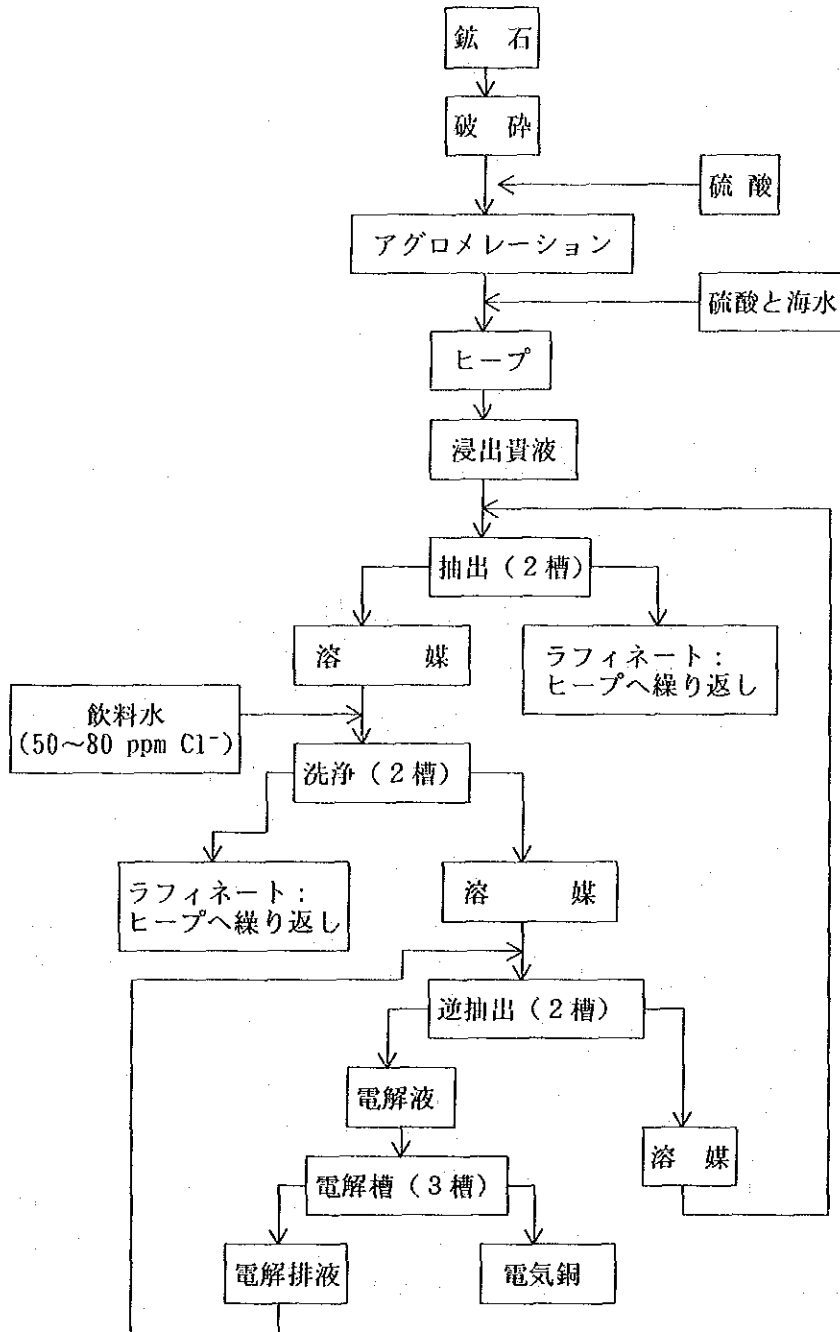 鉱 石
破 砕
硫 酸
アグロメレーション
硫酸と海水
ヒープ
浸出貴液
抽出(2槽)
溶 媒
ラフィネート:
ヒープへ繰り返し
飲料水
(50~80 ppm Cl⁻)
洗浄(2槽)
ラフィネート:
ヒープへ繰り返し
溶 媒
逆抽出(2槽)
電解液
溶 媒
電解槽(3槽)
電解排液
電気銅